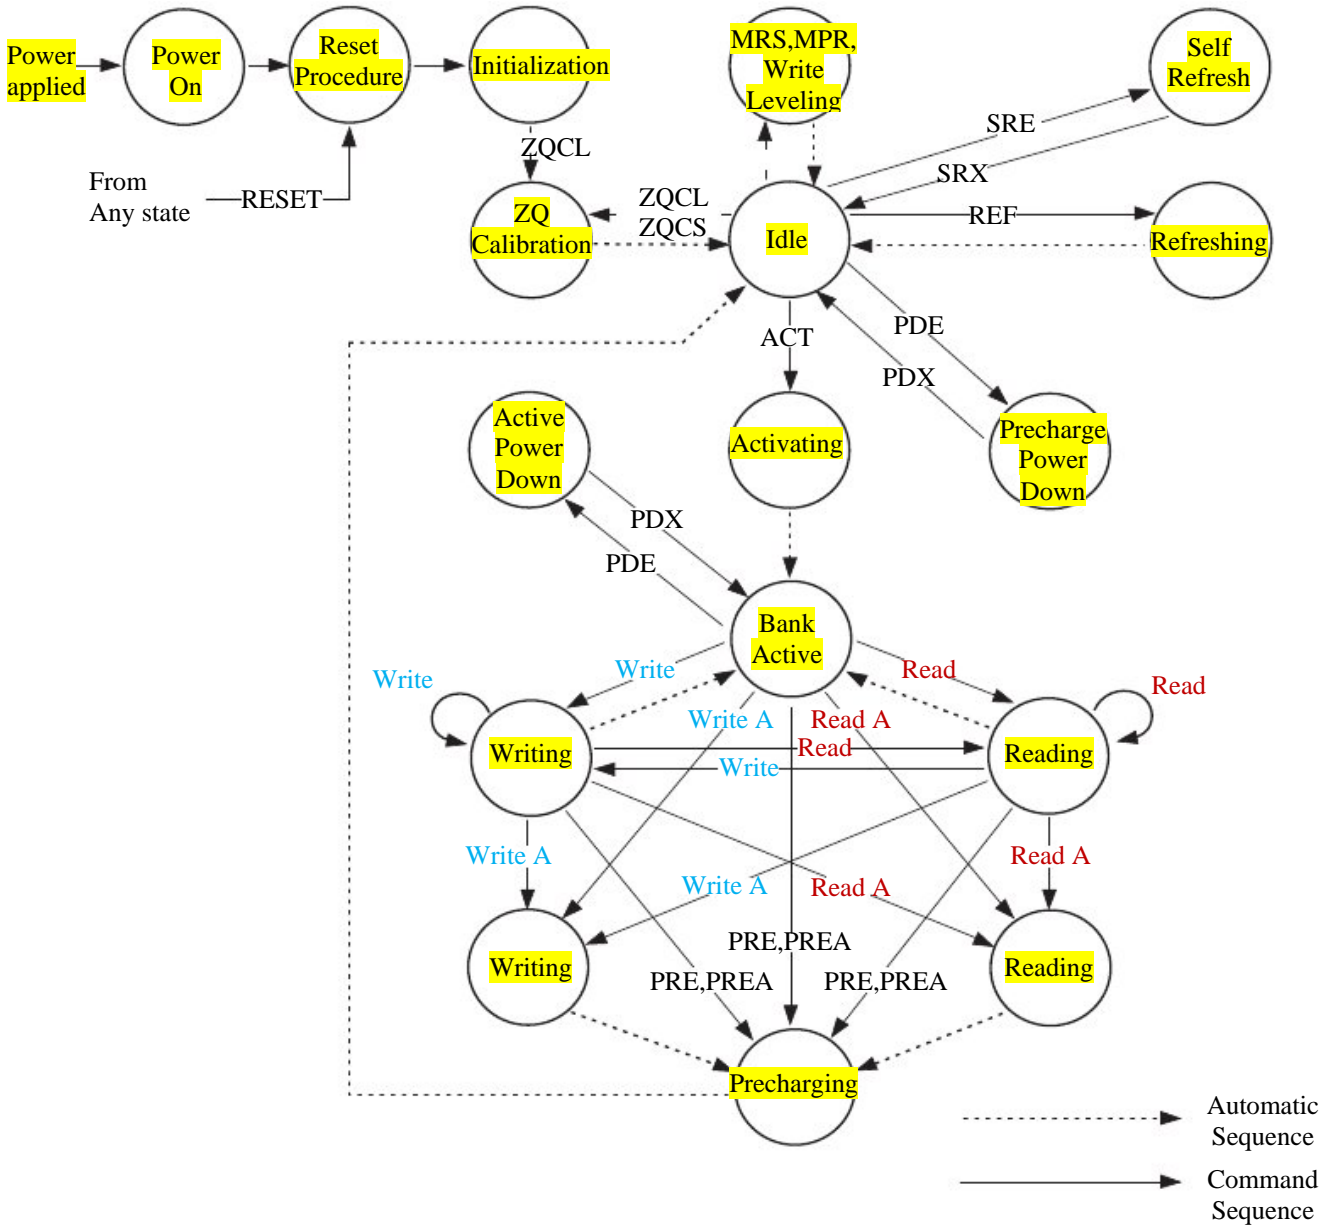 Power
applied
Power
On
Reset
Procedure
Initialization
MRS,MPR,
Write
Leveling
Self
Refresh
From
Any state
RESET
ZQCL
ZQ
Calibration
ZQCL
ZQCS
Idle
SRE
SRX
REF
Refreshing
ACT
PDE
PDX
Active
Power
Down
Activating
Precharge
Power
Down
PDX
PDE
Bank
Active
Write
Write
Read
Read
Write A
Read A
Writing
Read
Write
Reading
Write A
Read A
Write A
Read A
Writing
PRE,PREA
Reading
PRE,PREA
PRE,PREA
Precharging
Automatic
Sequence
Command
Sequence